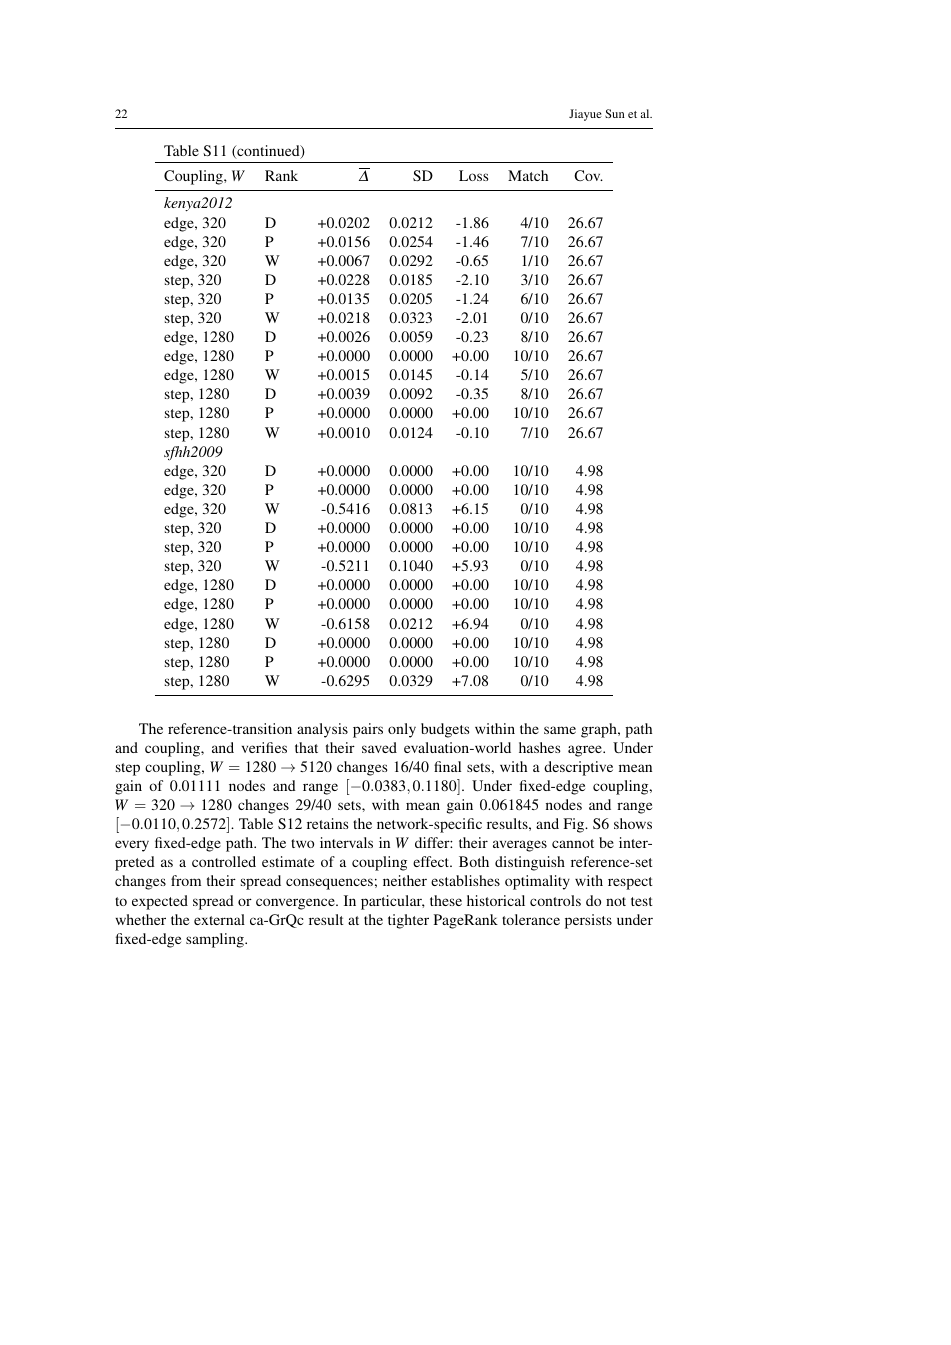 22 Jiayue Sun et al.
Table S11 (continued)
Coupling, W Rank Δ̅ SD Loss Match Cov.
kenya2012
edge, 320 D +0.0202 0.0212 -1.86 4/10 26.67
edge, 320 P +0.0156 0.0254 -1.46 7/10 26.67
edge, 320 W +0.0067 0.0292 -0.65 1/10 26.67
step, 320 D +0.0228 0.0185 -2.10 3/10 26.67
step, 320 P +0.0135 0.0205 -1.24 6/10 26.67
step, 320 W +0.0218 0.0323 -2.01 0/10 26.67
edge, 1280 D +0.0026 0.0059 -0.23 8/10 26.67
edge, 1280 P +0.0000 0.0000 +0.00 10/10 26.67
edge, 1280 W +0.0015 0.0145 -0.14 5/10 26.67
step, 1280 D +0.0039 0.0092 -0.35 8/10 26.67
step, 1280 P +0.0000 0.0000 +0.00 10/10 26.67
step, 1280 W +0.0010 0.0124 -0.10 7/10 26.67
sfhh2009
edge, 320 D +0.0000 0.0000 +0.00 10/10 4.98
edge, 320 P +0.0000 0.0000 +0.00 10/10 4.98
edge, 320 W -0.5416 0.0813 +6.15 0/10 4.98
step, 320 D +0.0000 0.0000 +0.00 10/10 4.98
step, 320 P +0.0000 0.0000 +0.00 10/10 4.98
step, 320 W -0.5211 0.1040 +5.93 0/10 4.98
edge, 1280 D +0.0000 0.0000 +0.00 10/10 4.98
edge, 1280 P +0.0000 0.0000 +0.00 10/10 4.98
edge, 1280 W -0.6158 0.0212 +6.94 0/10 4.98
step, 1280 D +0.0000 0.0000 +0.00 10/10 4.98
step, 1280 P +0.0000 0.0000 +0.00 10/10 4.98
step, 1280 W -0.6295 0.0329 +7.08 0/10 4.98
The reference-transition analysis pairs only budgets within the same graph, path
and coupling, and verifies that their saved evaluation-world hashes agree. Under
step coupling, W = 1280 → 5120 changes 16/40 final sets, with a descriptive mean
gain of 0.01111 nodes and range [−0.0383,0.1180]. Under fixed-edge coupling,
W = 320 → 1280 changes 29/40 sets, with mean gain 0.061845 nodes and range
[−0.0110,0.2572]. Table S12 retains the network-specific results, and Fig. S6 shows
every fixed-edge path. The two intervals in W differ: their averages cannot be inter-
preted as a controlled estimate of a coupling effect. Both distinguish reference-set
changes from their spread consequences; neither establishes optimality with respect
to expected spread or convergence. In particular, these historical controls do not test
whether the external ca-GrQc result at the tighter PageRank tolerance persists under
fixed-edge sampling.